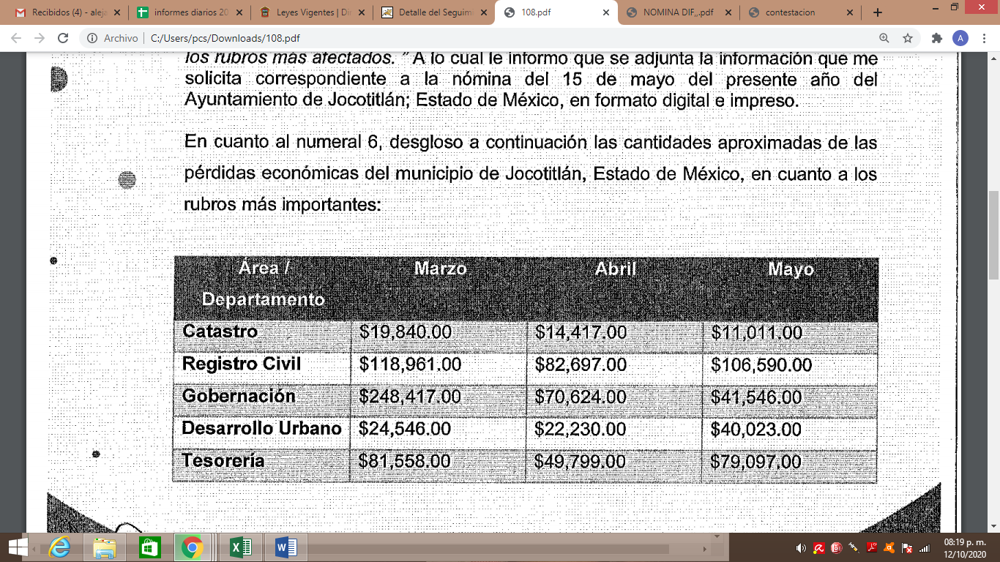 Recibidos (4) - aleja
informes diarios 20
Leyes Vigentes | Di
Detalle del Seguim
108.pdf
NOMINA DIF,,.pdf
contestacion
Archivo | C:/Users/pcs/Downloads/108.pdf
A
los rubros más afectados." A lo cual le informo que se adjunta la información que me
solicita correspondiente a la nómina del 15 de mayo del presente año del
Ayuntamiento de Jocotitlán; Estado de México, en formato digital e impreso.
En cuanto al numeral 6, desgloso a continuación las cantidades aproximadas de las
pérdidas económicas del municipio de Jocotitlán, Estado de México, en cuanto a los
rubros más importantes:
Área / Marzo Abril Mayo
Departamento
Catastro $19,840.00 $14,417.00 $11,011.00
Registro Civil $118,961.00 $82,697.00 $106,590.00
Gobernación $248,417.00 $70,624.00 $41,546.00
Desarrollo Urbano $24,546.00 $22,230.00 $40,023.00
Tesorería $81,558.00 $49,799.00 $79,097,00
08:19 p. m.
12/10/2020